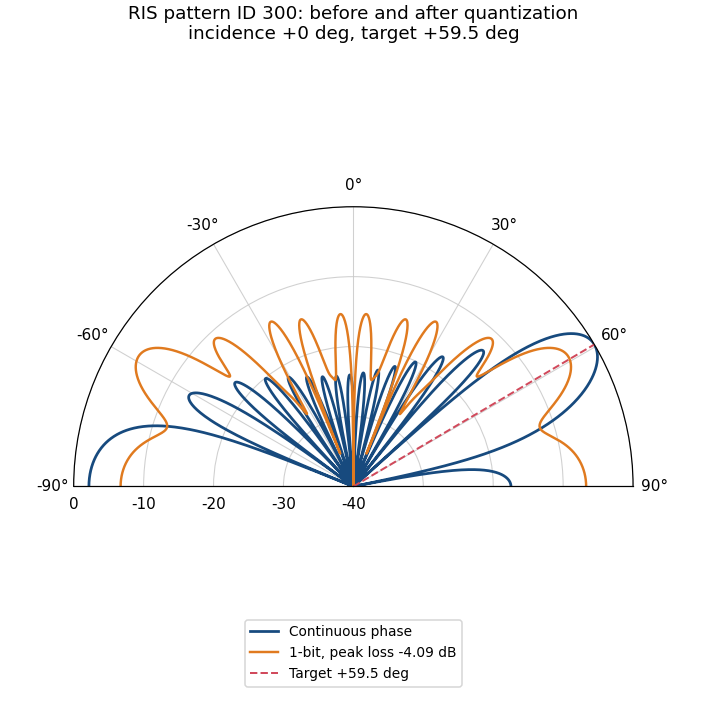 RIS pattern ID 300: before and after quantization
incidence +0 deg, target +59.5 deg
0°
-30°
30°
-60°
60°
-90°
90°
0
-10
-20
-30
-40
Continuous phase
1-bit, peak loss -4.09 dB
Target +59.5 deg